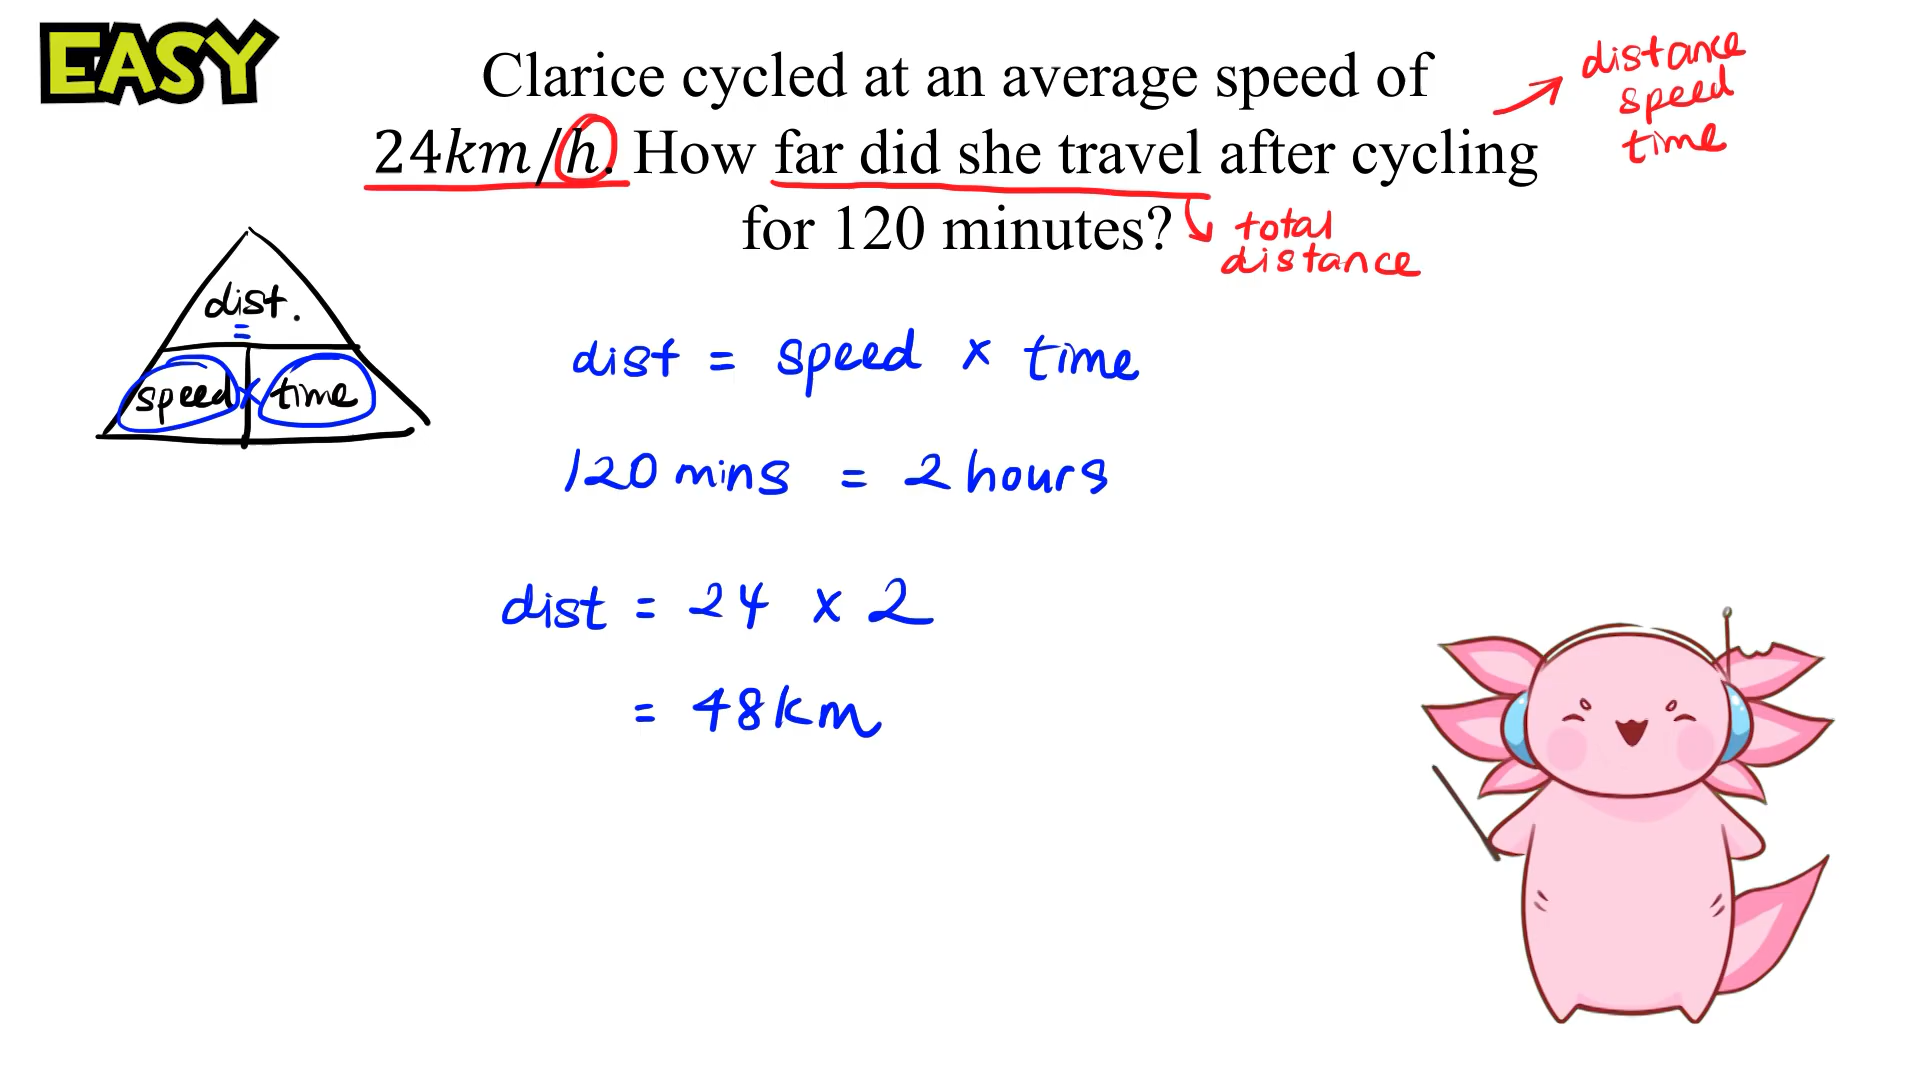 EASY
Clarice cycled at an average speed of
24km/h. How far did she travel after cycling
for 120 minutes?
distance
speed
time
total
distance
dist.
=
speed x time
dist = speed x time
120 mins = 2 hours
dist = 24 x 2
= 48km